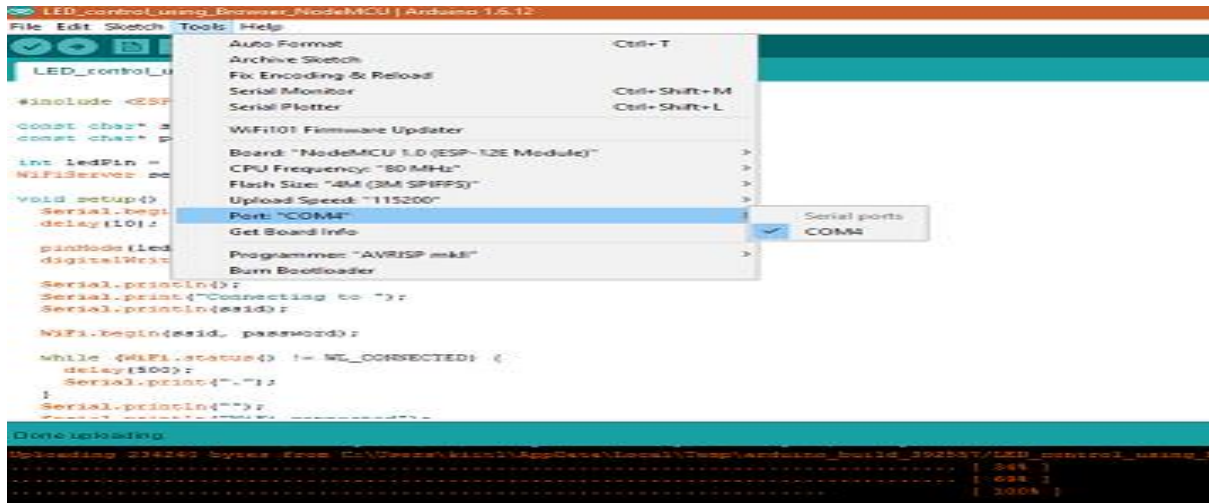 LED_control_using_Browser_NodeMCU | Arduino 1.6.12
File Edit Sketch Tools Help
Auto Format Ctrl+T
Archive Sketch
Fix Encoding & Reload
Serial Monitor Ctrl+Shift+M
Serial Plotter Ctrl+Shift+L
WiFi101 Firmware Updater
Board: "NodeMCU 1.0 (ESP-12E Module)"
CPU Frequency: "80 MHz"
Flash Size: "4M (3M SPIFFS)"
Upload Speed: "115200"
Port: "COM4"
Get Board Info
Programmer: "AVRISP mkII"
Burn Bootloader
Serial ports
COM4
LED_control_u
#include <ESP
const char* s
const char* p
int ledPin =
WiFiServer se
void setup()
Serial.begi
delay(10);
pinMode(led
digitalWrit
Serial.println();
Serial.print("Connecting to ");
Serial.println(ssid);
WiFi.begin(ssid, password);
while (WiFi.status() != WL_CONNECTED) {
delay(500);
Serial.print(".");
}
Serial.println("");
Done uploading.
Uploading 234240 bytes from C:\Users\
[ 100% ]